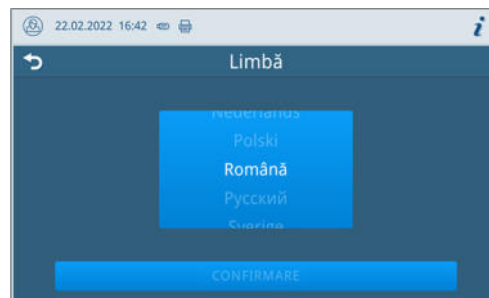 22.02.2022 16:42
i
Limbă
Nederlands
Polski
Română
Русский
Sverige
CONFIRMARE